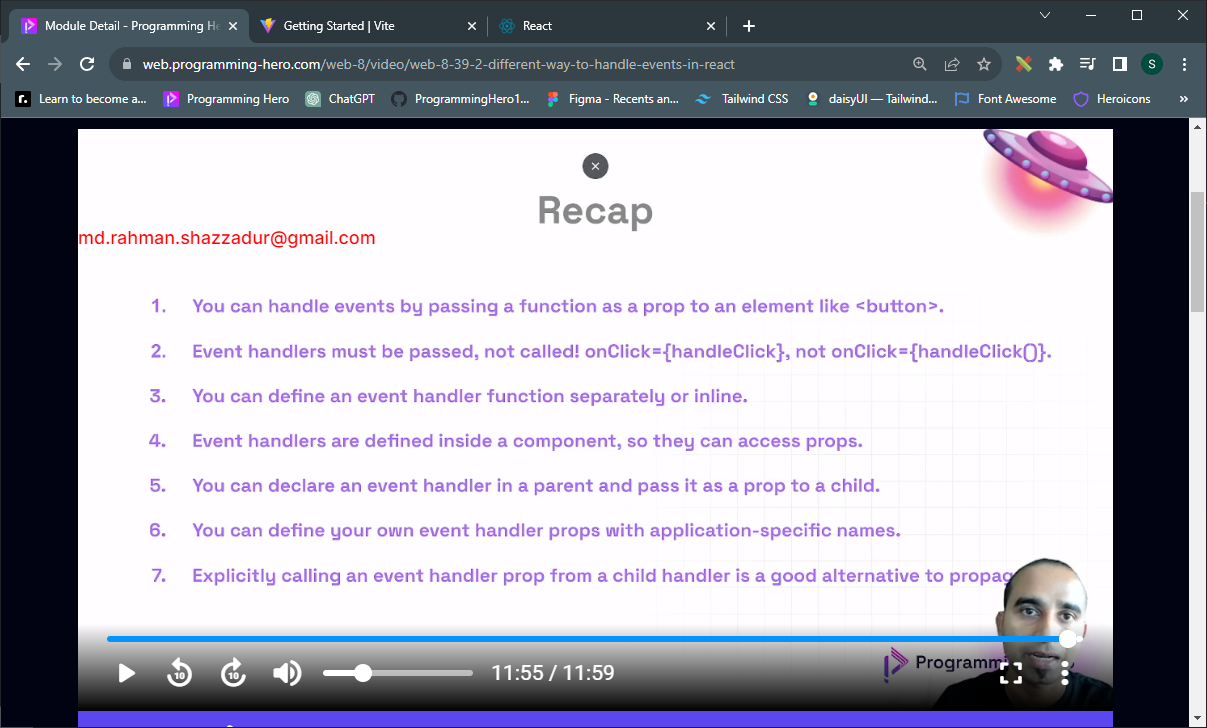 Module Detail - Programming He
Getting Started | Vite
React
web.programming-hero.com/web-8/video/web-8-39-2-different-way-to-handle-events-in-react
S
Learn to become a...
Programming Hero
ChatGPT
ProgrammingHero1...
Figma - Recents an...
Tailwind CSS
daisyUI — Tailwind...
Font Awesome
Heroicons
»
Recap
md.rahman.shazzadur@gmail.com
1. You can handle events by passing a function as a prop to an element like <button>.
2. Event handlers must be passed, not called! onClick={handleClick}, not onClick={handleClick()}.
3. You can define an event handler function separately or inline.
4. Event handlers are defined inside a component, so they can access props.
5. You can declare an event handler in a parent and pass it as a prop to a child.
6. You can define your own event handler props with application-specific names.
7. Explicitly calling an event handler prop from a child handler is a good alternative to propag
10
10
11:55 / 11:59
Programmi